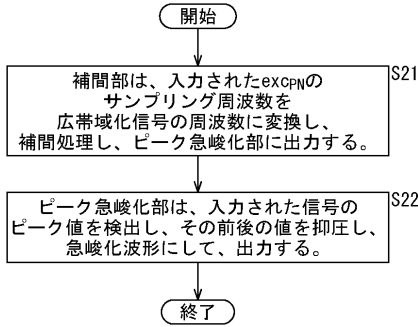 開始
S21
補間部は、入力されたexcPNの
サンプリング周波数を
広帯域化信号の周波数に変換し、
補間処理し、ピーク急峻化部に出力する。
S22
ピーク急峻化部は、入力された信号の
ピーク値を検出し、その前後の値を抑圧し、
急峻化波形にして、出力する。
終了